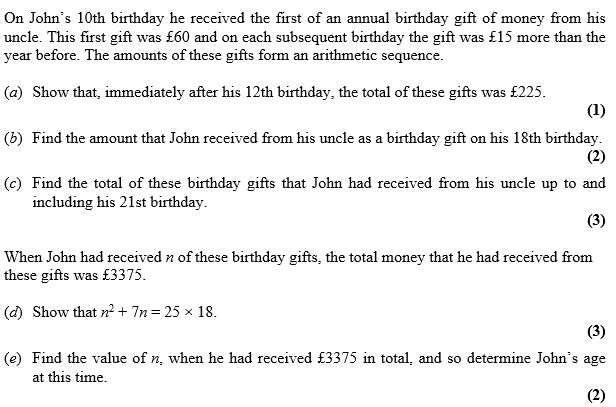 On John's 10th birthday he received the first of an annual birthday gift of money from his
uncle. This first gift was £60 and on each subsequent birthday the gift was £15 more than the
year before. The amounts of these gifts form an arithmetic sequence.
(a) Show that, immediately after his 12th birthday, the total of these gifts was £225.
(1)
(b) Find the amount that John received from his uncle as a birthday gift on his 18th birthday.
(2)
(c) Find the total of these birthday gifts that John had received from his uncle up to and
including his 21st birthday.
(3)
When John had received n of these birthday gifts, the total money that he had received from
these gifts was £3375.
(d) Show that n² + 7n = 25 × 18.
(3)
(e) Find the value of n, when he had received £3375 in total, and so determine John's age
at this time.
(2)